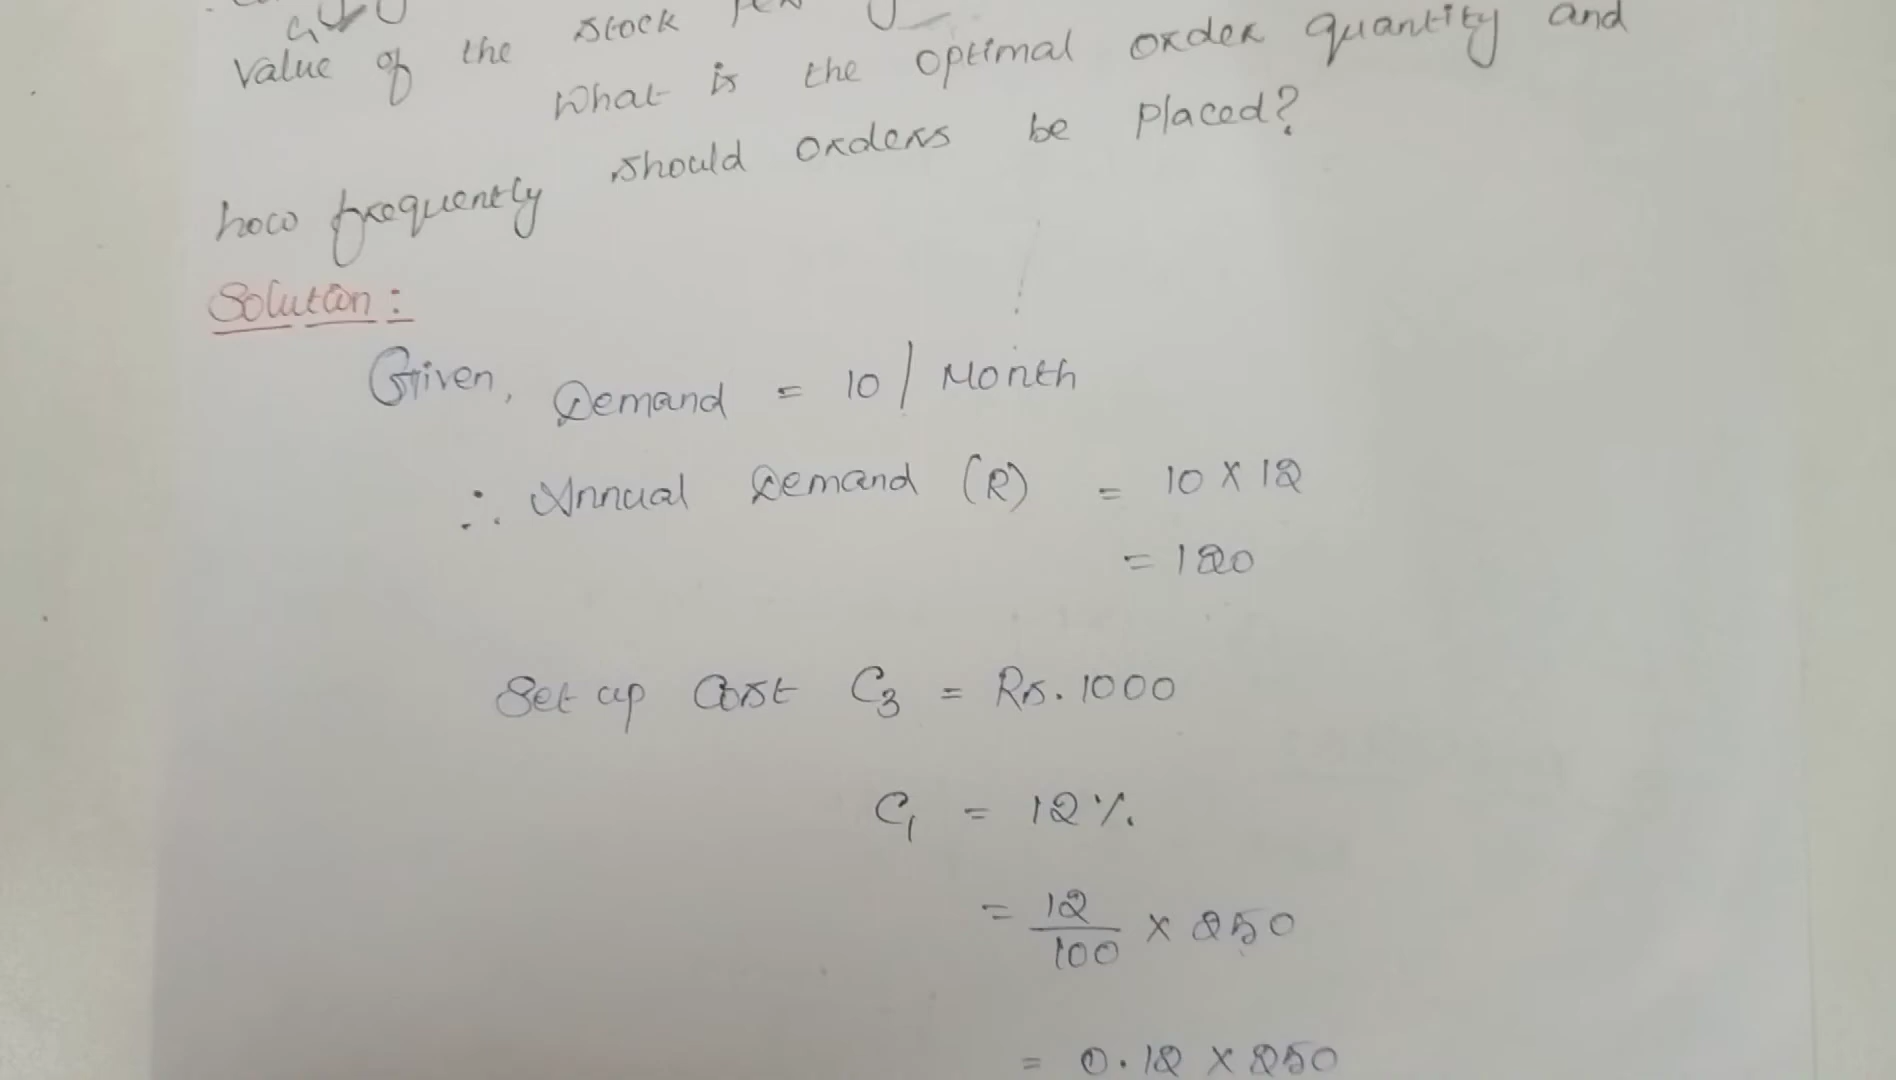 Value of the stock
What is the optimal order quantity and
how frequently should orders be placed?
Solution:
Given, Demand = 10 / Month
∴ Annual Demand (R) = 10 × 12
= 120
Set up Cost C₃ = Rs. 1000
C₁ = 12 %.
= 12/100 × 250
= 0.12 × 250